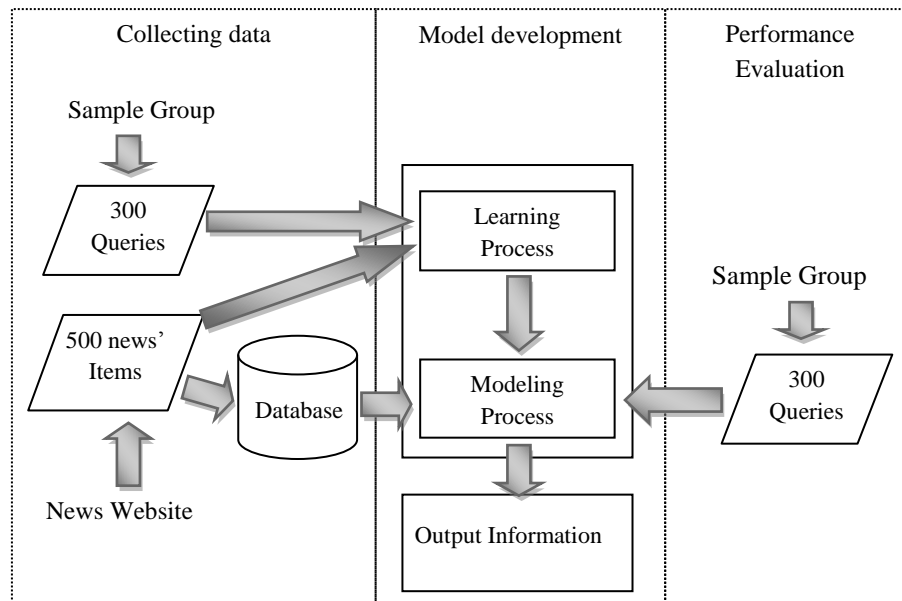 Collecting data
Sample Group
300
Queries
500 news’
Items
Database
News Website
Model development
Learning
Process
Modeling
Process
Output Information
Performance
Evaluation
Sample Group
300
Queries